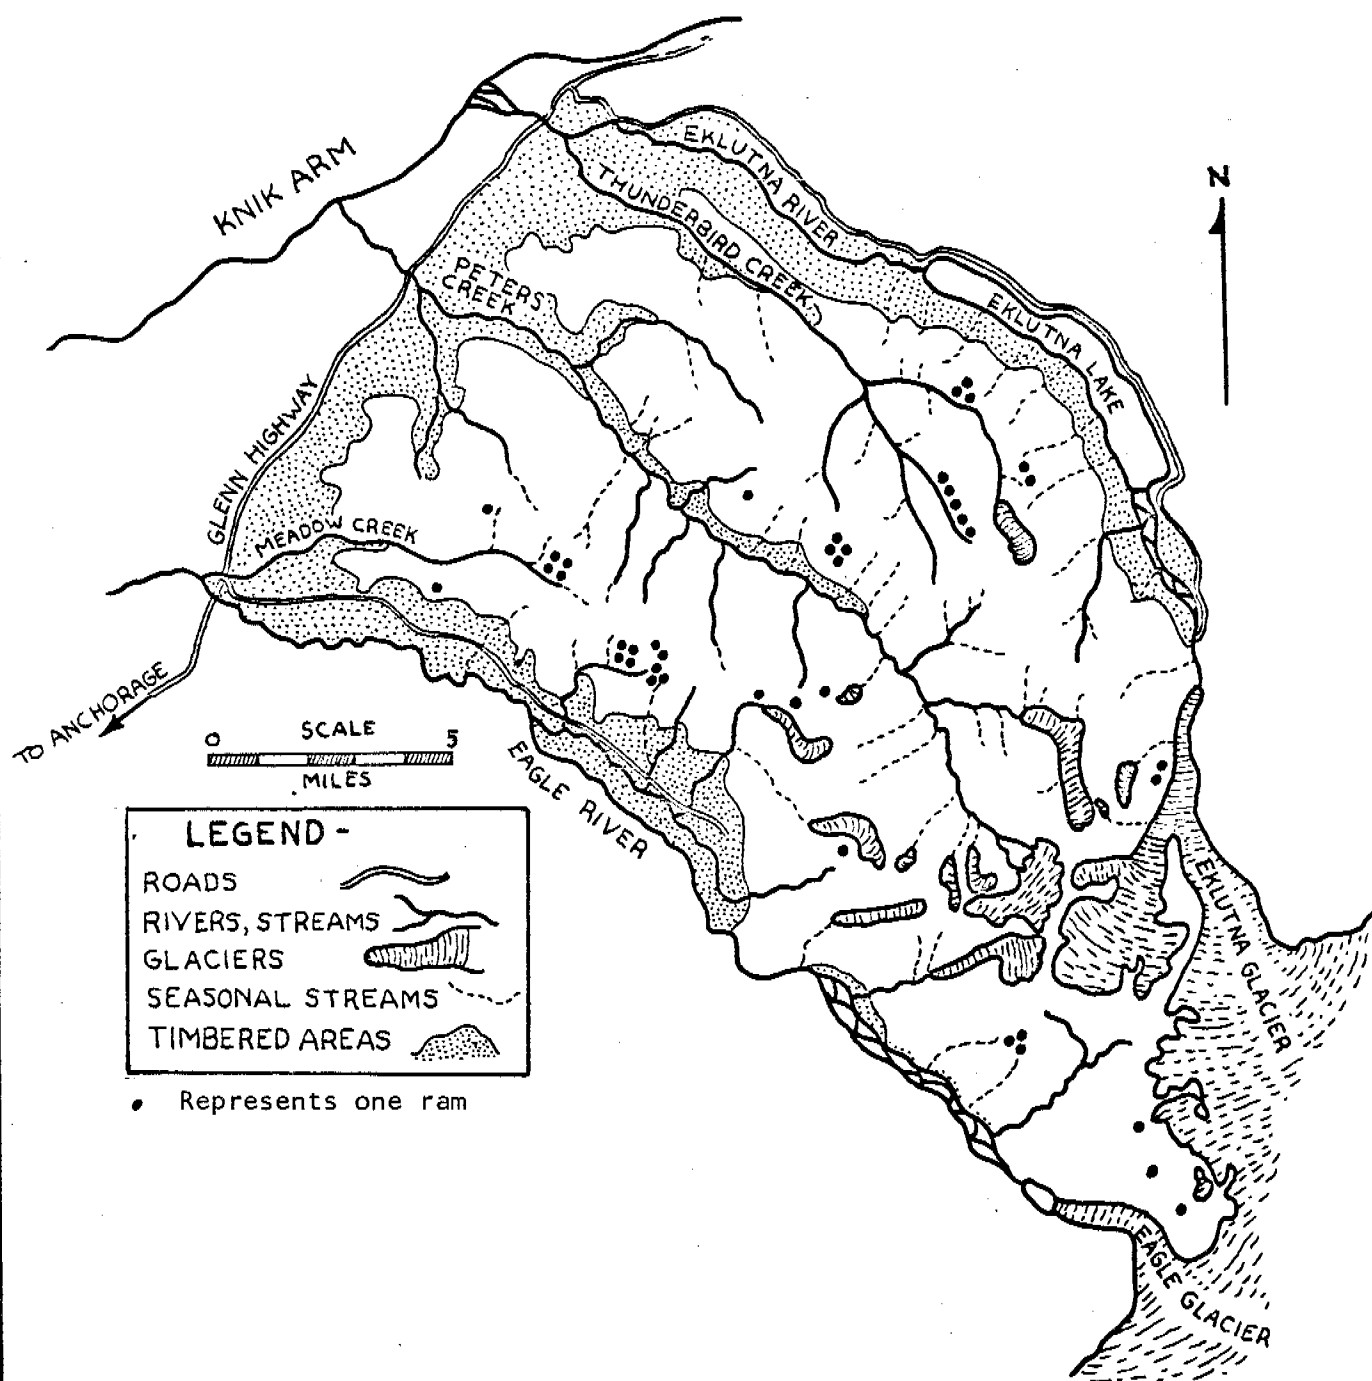 KNIK ARM
EKLUTNA RIVER
THUNDERBIRD CREEK
N
PETERS
CREEK
EKLUTNA LAKE
GLENN HIGHWAY
MEADOW CREEK
TO ANCHORAGE
SCALE
0 5
MILES
EAGLE RIVER
LEGEND -
ROADS
RIVERS, STREAMS
GLACIERS
SEASONAL STREAMS
TIMBERED AREAS
• Represents one ram
EKLUTNA GLACIER
EAGLE GLACIER